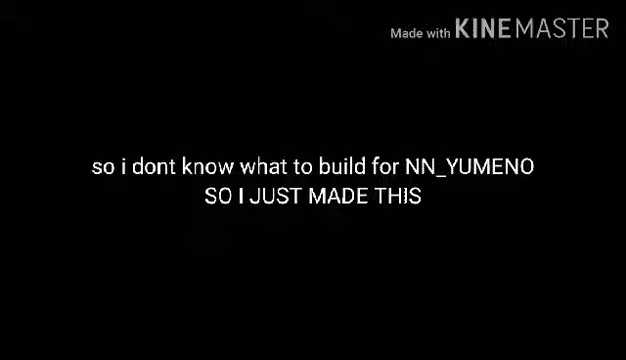 Made with KINEMASTER
so i dont know what to build for NN_YUMENO
SO I JUST MADE THIS